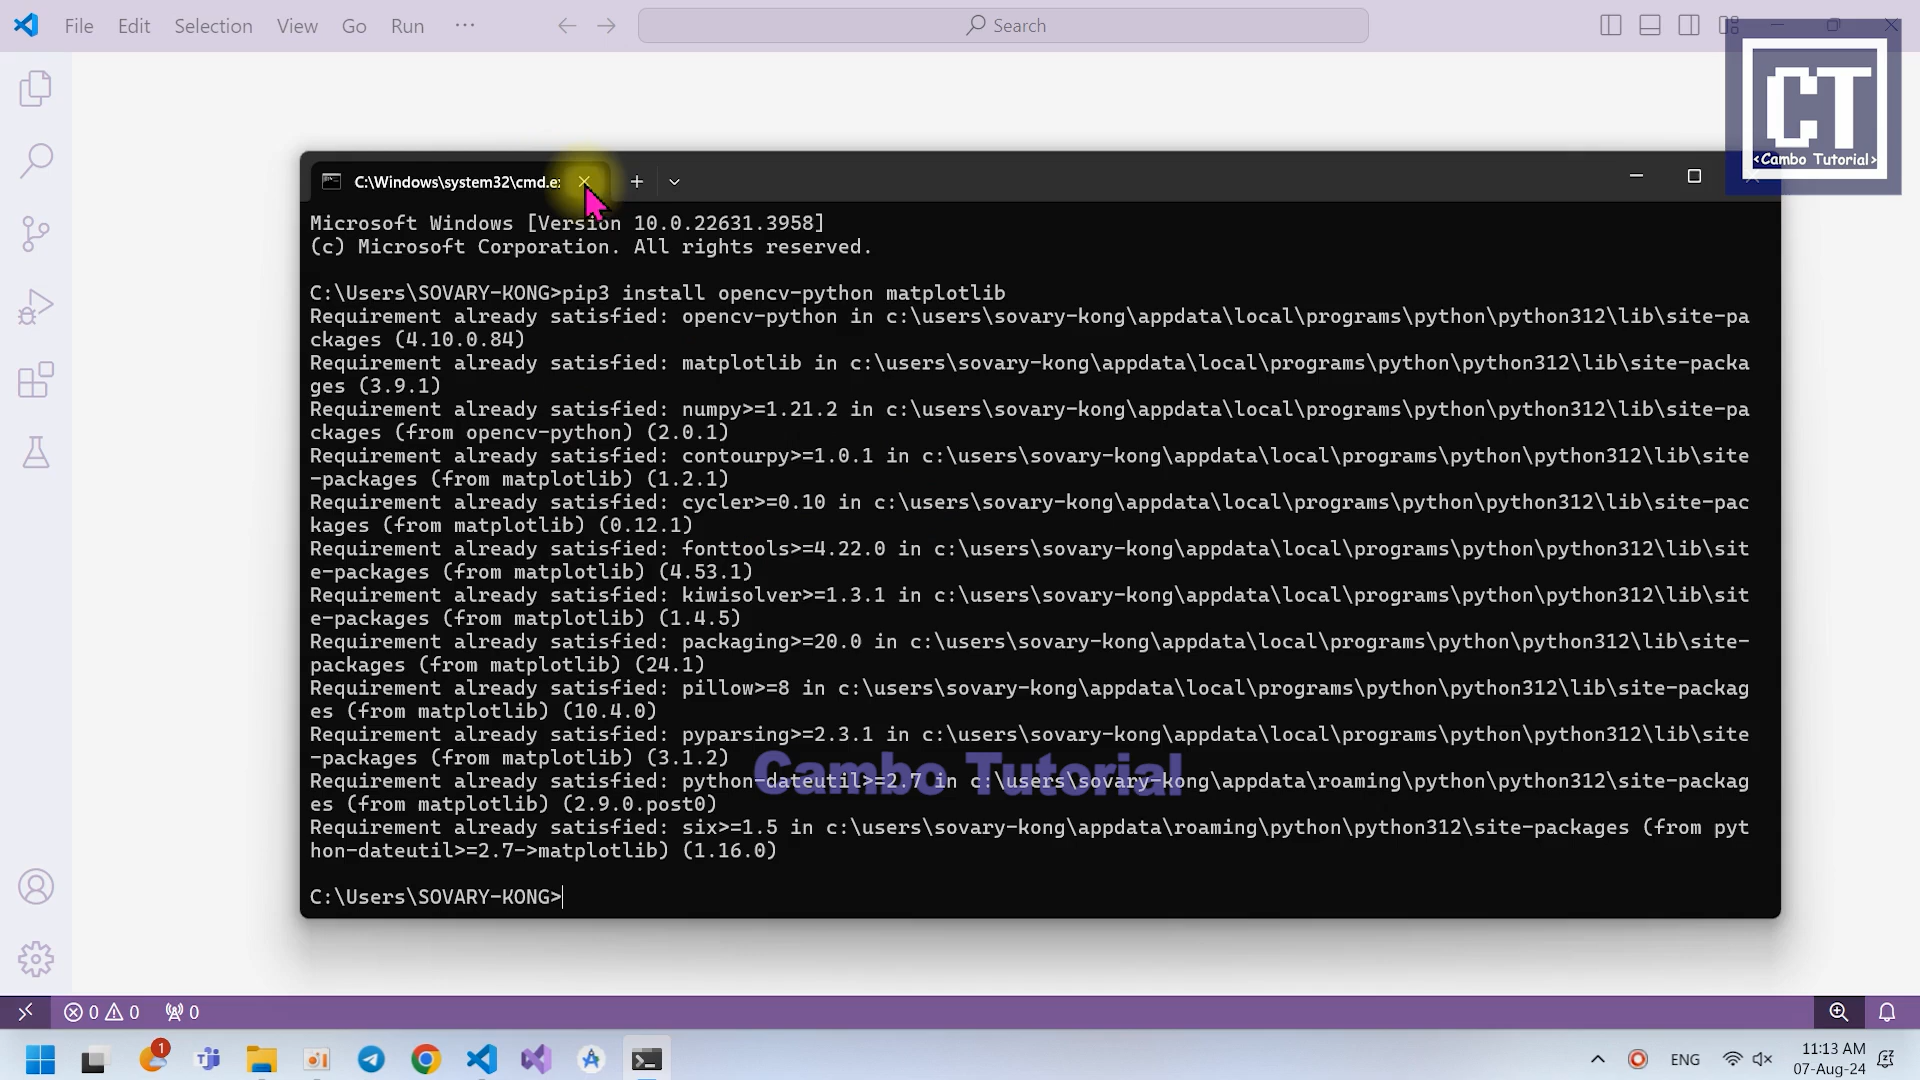 File Edit Selection View Go Run ···
Search
CT
<Cambo Tutorial>
C:\Windows\system32\cmd.e
Microsoft Windows [Version 10.0.22631.3958]
(c) Microsoft Corporation. All rights reserved.
C:\Users\SOVARY-KONG>pip3 install opencv-python matplotlib
Requirement already satisfied: opencv-python in c:\users\sovary-kong\appdata\local\programs\python\python312\lib\site-pa
ckages (4.10.0.84)
Requirement already satisfied: matplotlib in c:\users\sovary-kong\appdata\local\programs\python\python312\lib\site-packa
ges (3.9.1)
Requirement already satisfied: numpy>=1.21.2 in c:\users\sovary-kong\appdata\local\programs\python\python312\lib\site-pa
ckages (from opencv-python) (2.0.1)
Requirement already satisfied: contourpy>=1.0.1 in c:\users\sovary-kong\appdata\local\programs\python\python312\lib\site
-packages (from matplotlib) (1.2.1)
Requirement already satisfied: cycler>=0.10 in c:\users\sovary-kong\appdata\local\programs\python\python312\lib\site-pac
kages (from matplotlib) (0.12.1)
Requirement already satisfied: fonttools>=4.22.0 in c:\users\sovary-kong\appdata\local\programs\python\python312\lib\sit
e-packages (from matplotlib) (4.53.1)
Requirement already satisfied: kiwisolver>=1.3.1 in c:\users\sovary-kong\appdata\local\programs\python\python312\lib\sit
e-packages (from matplotlib) (1.4.5)
Requirement already satisfied: packaging>=20.0 in c:\users\sovary-kong\appdata\local\programs\python\python312\lib\site-
packages (from matplotlib) (24.1)
Requirement already satisfied: pillow>=8 in c:\users\sovary-kong\appdata\local\programs\python\python312\lib\site-packag
es (from matplotlib) (10.4.0)
Requirement already satisfied: pyparsing>=2.3.1 in c:\users\sovary-kong\appdata\local\programs\python\python312\lib\site
-packages (from matplotlib) (3.1.2)
Cambo Tutorial
Requirement already satisfied: python-dateutil>=2.7 in c:\users\sovary-kong\appdata\roaming\python\python312\site-packag
es (from matplotlib) (2.9.0.post0)
Requirement already satisfied: six>=1.5 in c:\users\sovary-kong\appdata\roaming\python\python312\site-packages (from pyt
hon-dateutil>=2.7->matplotlib) (1.16.0)
C:\Users\SOVARY-KONG>
0 0 0
1
ENG
11:13 AM
07-Aug-24